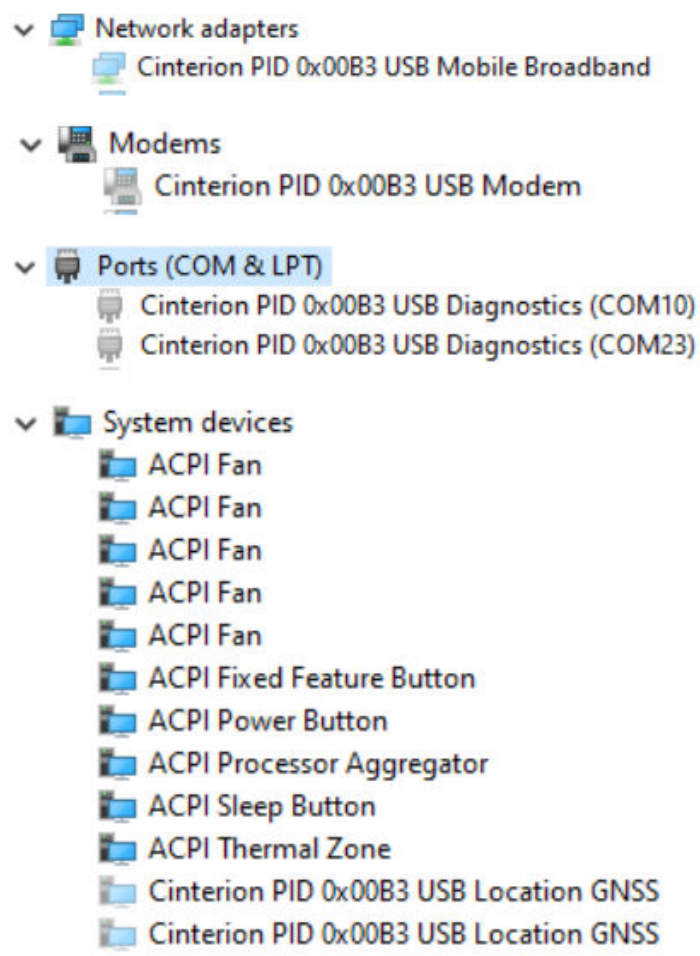 Network adapters
Cinterion PID 0x00B3 USB Mobile Broadband
Modems
Cinterion PID 0x00B3 USB Modem
Ports (COM & LPT)
Cinterion PID 0x00B3 USB Diagnostics (COM10)
Cinterion PID 0x00B3 USB Diagnostics (COM23)
System devices
ACPI Fan
ACPI Fan
ACPI Fan
ACPI Fan
ACPI Fan
ACPI Fixed Feature Button
ACPI Power Button
ACPI Processor Aggregator
ACPI Sleep Button
ACPI Thermal Zone
Cinterion PID 0x00B3 USB Location GNSS
Cinterion PID 0x00B3 USB Location GNSS